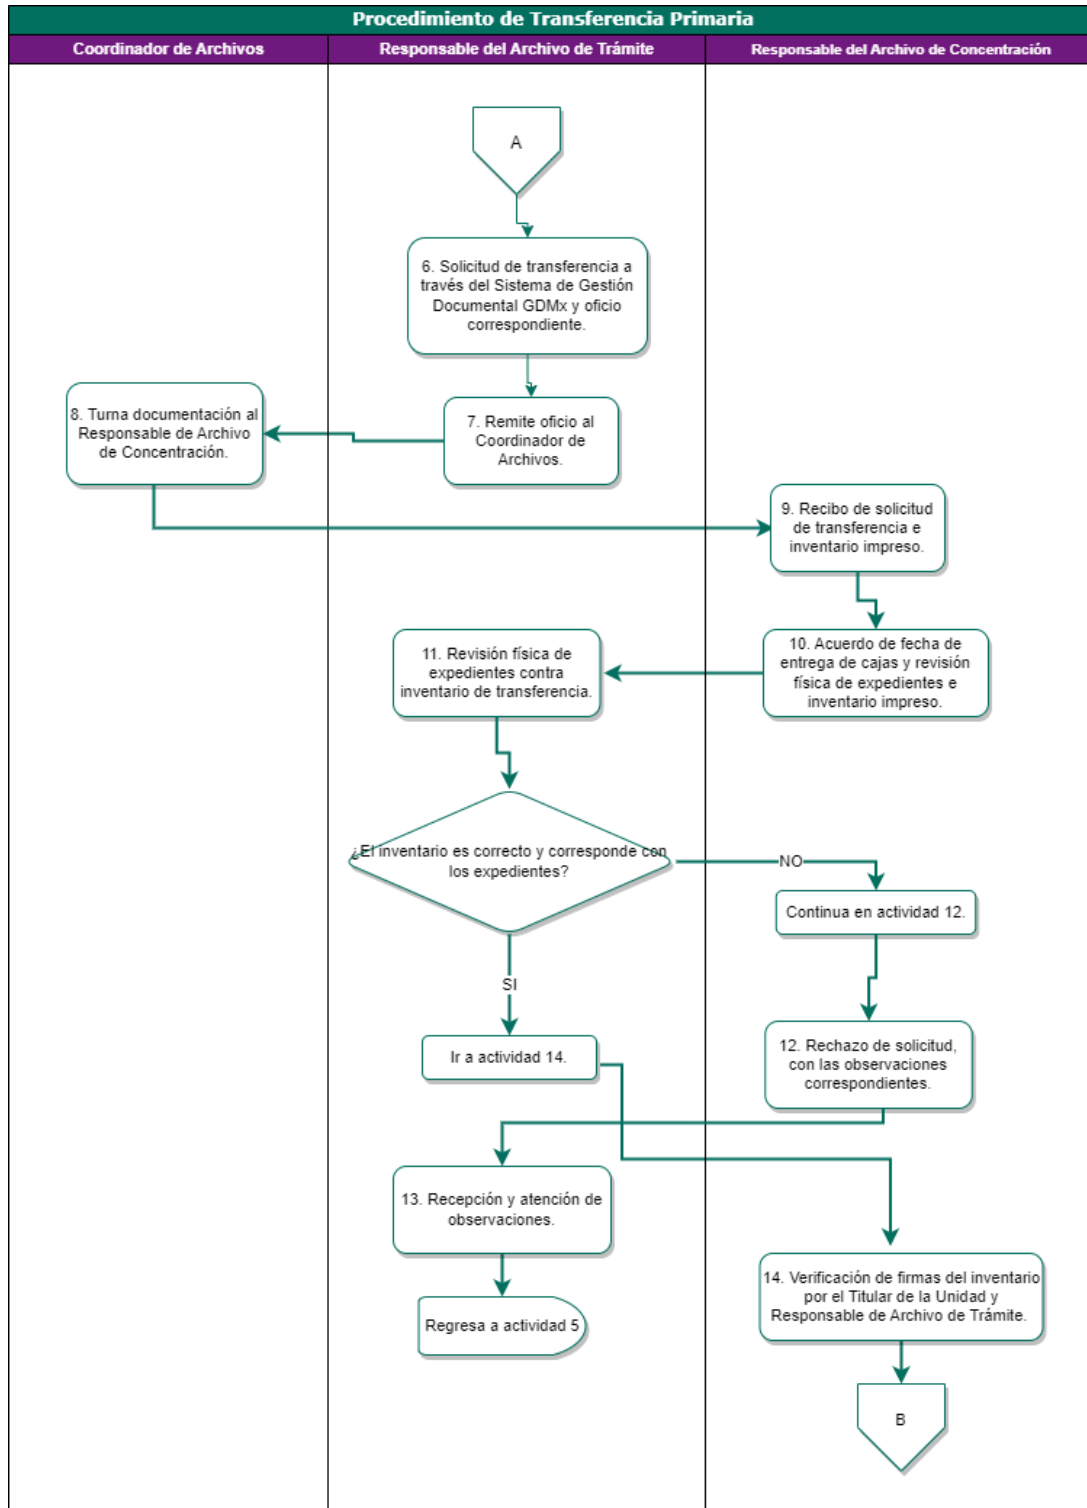 Procedimiento de Transferencia Primaria
Coordinador de Archivos
Responsable del Archivo de Trámite
Responsable del Archivo de Concentración
A
6. Solicitud de transferencia a
través del Sistema de Gestión
Documental GDMx y oficio
correspondiente.
7. Remite oficio al
Coordinador de
Archivos.
8. Turna documentación al
Responsable de Archivo
de Concentración.
9. Recibo de solicitud
de transferencia e
inventario impreso.
10. Acuerdo de fecha de
entrega de cajas y revisión
física de expedientes e
inventario impreso.
11. Revisión física de
expedientes contra
inventario de transferencia.
¿El inventario es correcto y corresponde con
los expedientes?
NO
Continua en actividad 12.
SI
Ir a actividad 14.
12. Rechazo de solicitud,
con las observaciones
correspondientes.
13. Recepción y atención de
observaciones.
Regresa a actividad 5
14. Verificación de firmas del inventario
por el Titular de la Unidad y
Responsable de Archivo de Trámite.
B